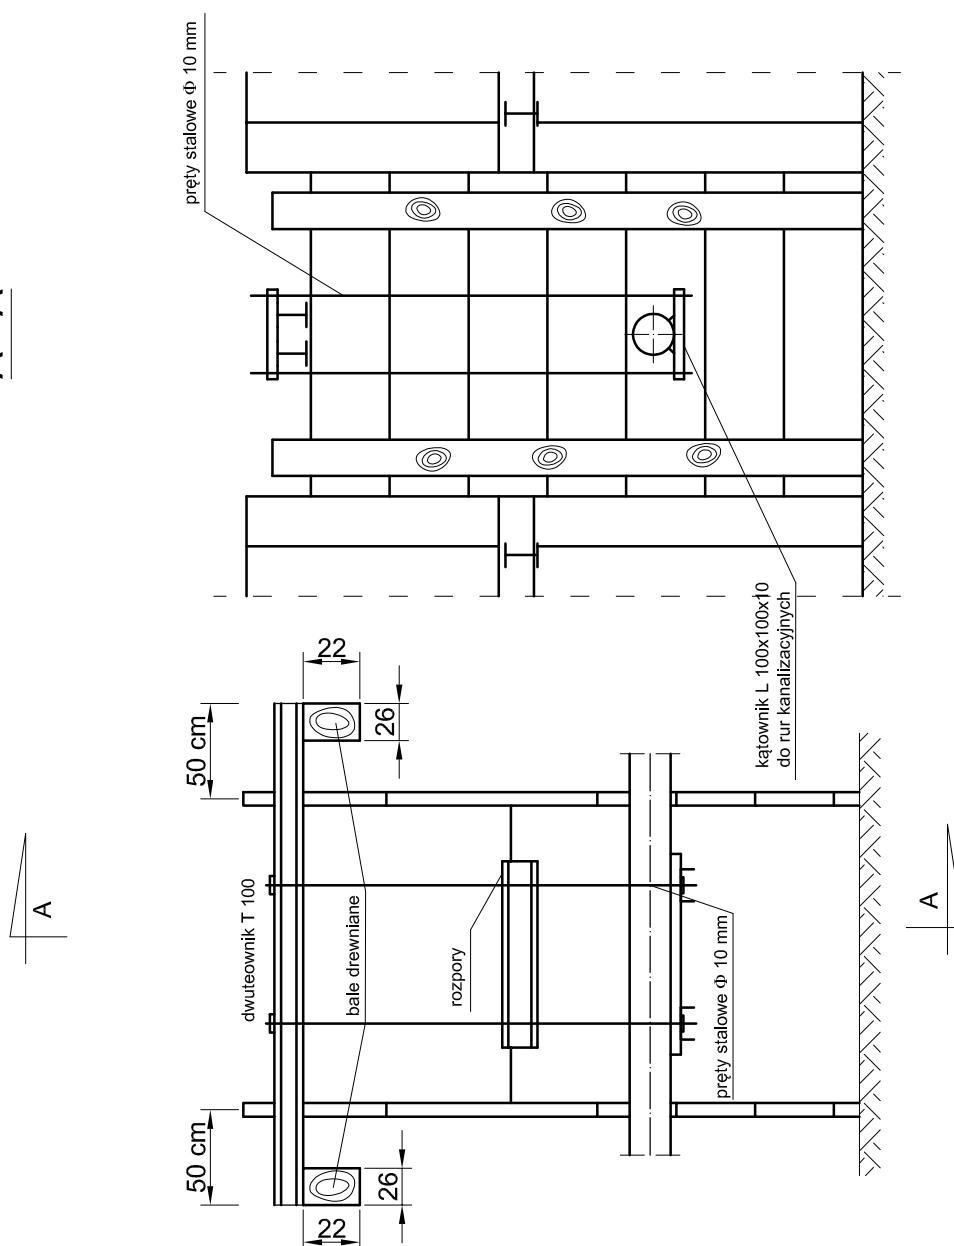 pręty stalowe Φ 10 mm
kątownik L 100x100x10
do rur kanalizacyjnych
50 cm
22
26
A
dwuteownik T 100
bale drewniane
rozpory
pręty stalowe Φ 10 mm
A
50 cm
26
22